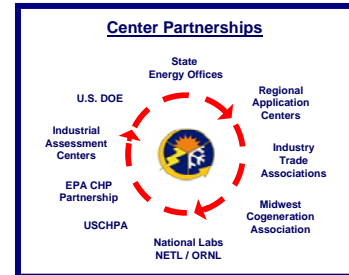 Center Partnerships
State
Energy Offices
Regional
Application
Centers
Industry
Trade
Associations
Midwest
Cogeneration
Association
National Labs
NETL / ORNL
USCHPA
EPA CHP
Partnership
Industrial
Assessment
Centers
U.S. DOE